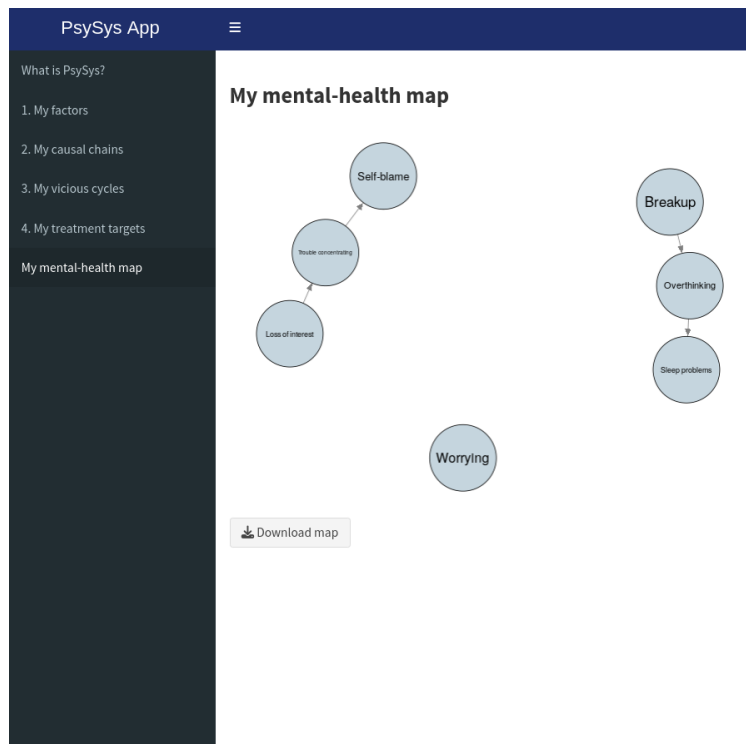 PsySys App
What is PsySys?
1. My factors
2. My causal chains
3. My vicious cycles
4. My treatment targets
My mental-health map
My mental-health map
Self-blame
Trouble concentrating
Loss of interest
Breakup
Overthinking
Sleep problems
Worrying
Download map